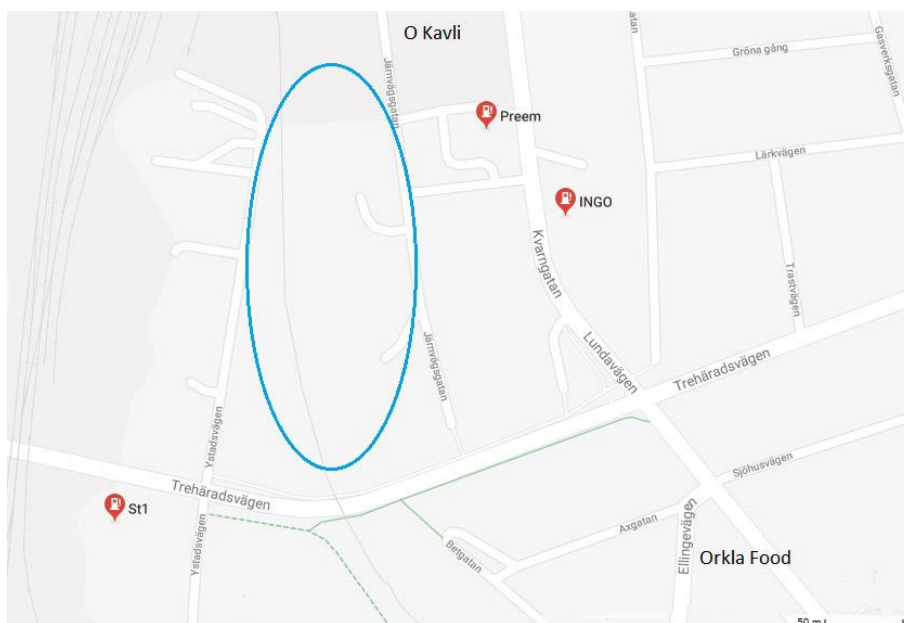 O Kavli
Järnvägsgatan
Gröna gång
Gasverksgatan
Preem
Lärkvägen
INGO
Kvarngatan
Trastvägen
Lundavägen
Järnvägsgatan
Trehäradsvägen
Ystadsvägen
Trehäradsvägen
Sjöhusvägen
St1
Axgatan
Betgatan
Ystadsvägen
Ellingevägen
Orkla Food
50 m